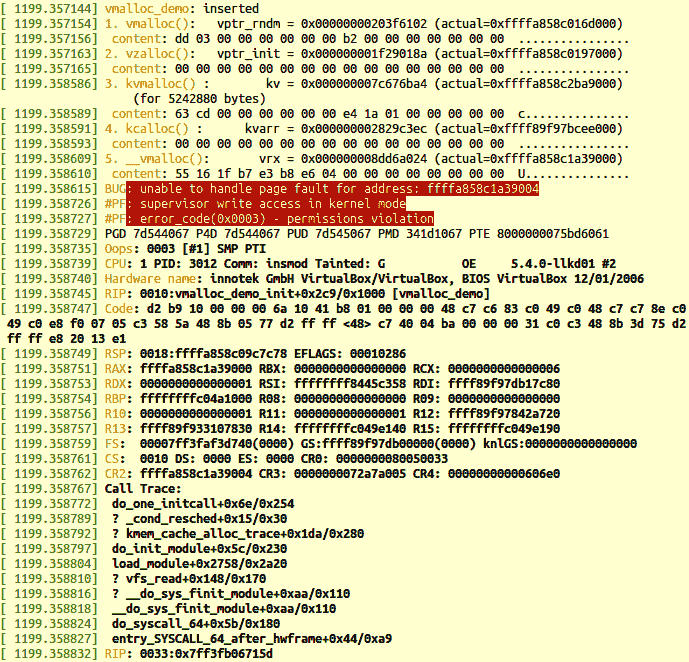 [ 1199.357144] vmalloc_demo: inserted
[ 1199.357154] 1. vmalloc():   vptr_rndm = 0x00000000203f6102 (actual=0xffffa858c016d000)
[ 1199.357156]  content: dd 03 00 00 00 00 00 00 b2 00 00 00 00 00 00 00  ................
[ 1199.357163] 2. vzalloc():   vptr_init = 0x000000001f29018a (actual=0xffffa858c0197000)
[ 1199.357165]  content: 00 00 00 00 00 00 00 00 00 00 00 00 00 00 00 00  ................
[ 1199.358586] 3. kvmalloc() :        kv = 0x000000007c676ba4 (actual=0xffffa858c2ba9000)
(for 5242880 bytes)
[ 1199.358589]  content: 63 cd 00 00 00 00 00 00 e4 1a 01 00 00 00 00 00  c...............
[ 1199.358591] 4. kcalloc() :      kvarr = 0x000000002829c3ec (actual=0xffff89f97bcee000)
[ 1199.358593]  content: 00 00 00 00 00 00 00 00 00 00 00 00 00 00 00 00  ................
[ 1199.358609] 5. __vmalloc():       vrx = 0x000000008dd6a024 (actual=0xffffa858c1a39000)
[ 1199.358610]  content: 55 16 1f b7 e3 b8 e6 04 00 00 00 00 00 00 00 00  U...............
[ 1199.358615] BUG: unable to handle page fault for address: ffffa858c1a39004
[ 1199.358726] #PF: supervisor write access in kernel mode
[ 1199.358727] #PF: error_code(0x0003) - permissions violation
[ 1199.358729] PGD 7d544067 P4D 7d544067 PUD 7d545067 PMD 341d1067 PTE 8000000075bd6061
[ 1199.358735] Oops: 0003 [#1] SMP PTI
[ 1199.358739] CPU: 1 PID: 3012 Comm: insmod Tainted: G           OE     5.4.0-llkd01 #2
[ 1199.358740] Hardware name: innotek GmbH VirtualBox/VirtualBox, BIOS VirtualBox 12/01/2006
[ 1199.358745] RIP: 0010:vmalloc_demo_init+0x2c9/0x1000 [vmalloc_demo]
[ 1199.358747] Code: d2 b9 10 00 00 00 6a 10 41 b8 01 00 00 00 48 c7 c6 83 c0 49 c0 48 c7 c7 8e c0
49 c0 e8 f0 07 05 c3 58 5a 48 8b 05 77 d2 ff ff <48> c7 40 04 ba 00 00 00 31 c0 c3 48 8b 3d 75 d2
ff ff e8 20 13 e1
[ 1199.358749] RSP: 0018:ffffa858c09c7c78 EFLAGS: 00010286
[ 1199.358751] RAX: ffffa858c1a39000 RBX: 0000000000000000 RCX: 0000000000000006
[ 1199.358753] RDX: 0000000000000001 RSI: ffffffff8445c358 RDI: ffff89f97db17c80
[ 1199.358754] RBP: ffffffffc04a1000 R08: 0000000000000000 R09: 0000000000000000
[ 1199.358756] R10: 0000000000000001 R11: 0000000000000001 R12: ffff89f97842a720
[ 1199.358757] R13: ffff89f933107830 R14: ffffffffc049e140 R15: ffffffffc049e190
[ 1199.358759] FS:  00007ff3faf3d740(0000) GS:ffff89f97db00000(0000) knlGS:0000000000000000
[ 1199.358761] CS:  0010 DS: 0000 ES: 0000 CR0: 0000000080050033
[ 1199.358762] CR2: ffffa858c1a39004 CR3: 0000000072a7a005 CR4: 00000000000606e0
[ 1199.358767] Call Trace:
[ 1199.358772]  do_one_initcall+0x6e/0x254
[ 1199.358789]  ? _cond_resched+0x15/0x30
[ 1199.358792]  ? kmem_cache_alloc_trace+0x1da/0x280
[ 1199.358797]  do_init_module+0x5c/0x230
[ 1199.358804]  load_module+0x2758/0x2a20
[ 1199.358810]  ? vfs_read+0x148/0x170
[ 1199.358816]  ? __do_sys_finit_module+0xaa/0x110
[ 1199.358818]  __do_sys_finit_module+0xaa/0x110
[ 1199.358824]  do_syscall_64+0x5b/0x180
[ 1199.358827]  entry_SYSCALL_64_after_hwframe+0x44/0xa9
[ 1199.358832] RIP: 0033:0x7ff3fb06715d